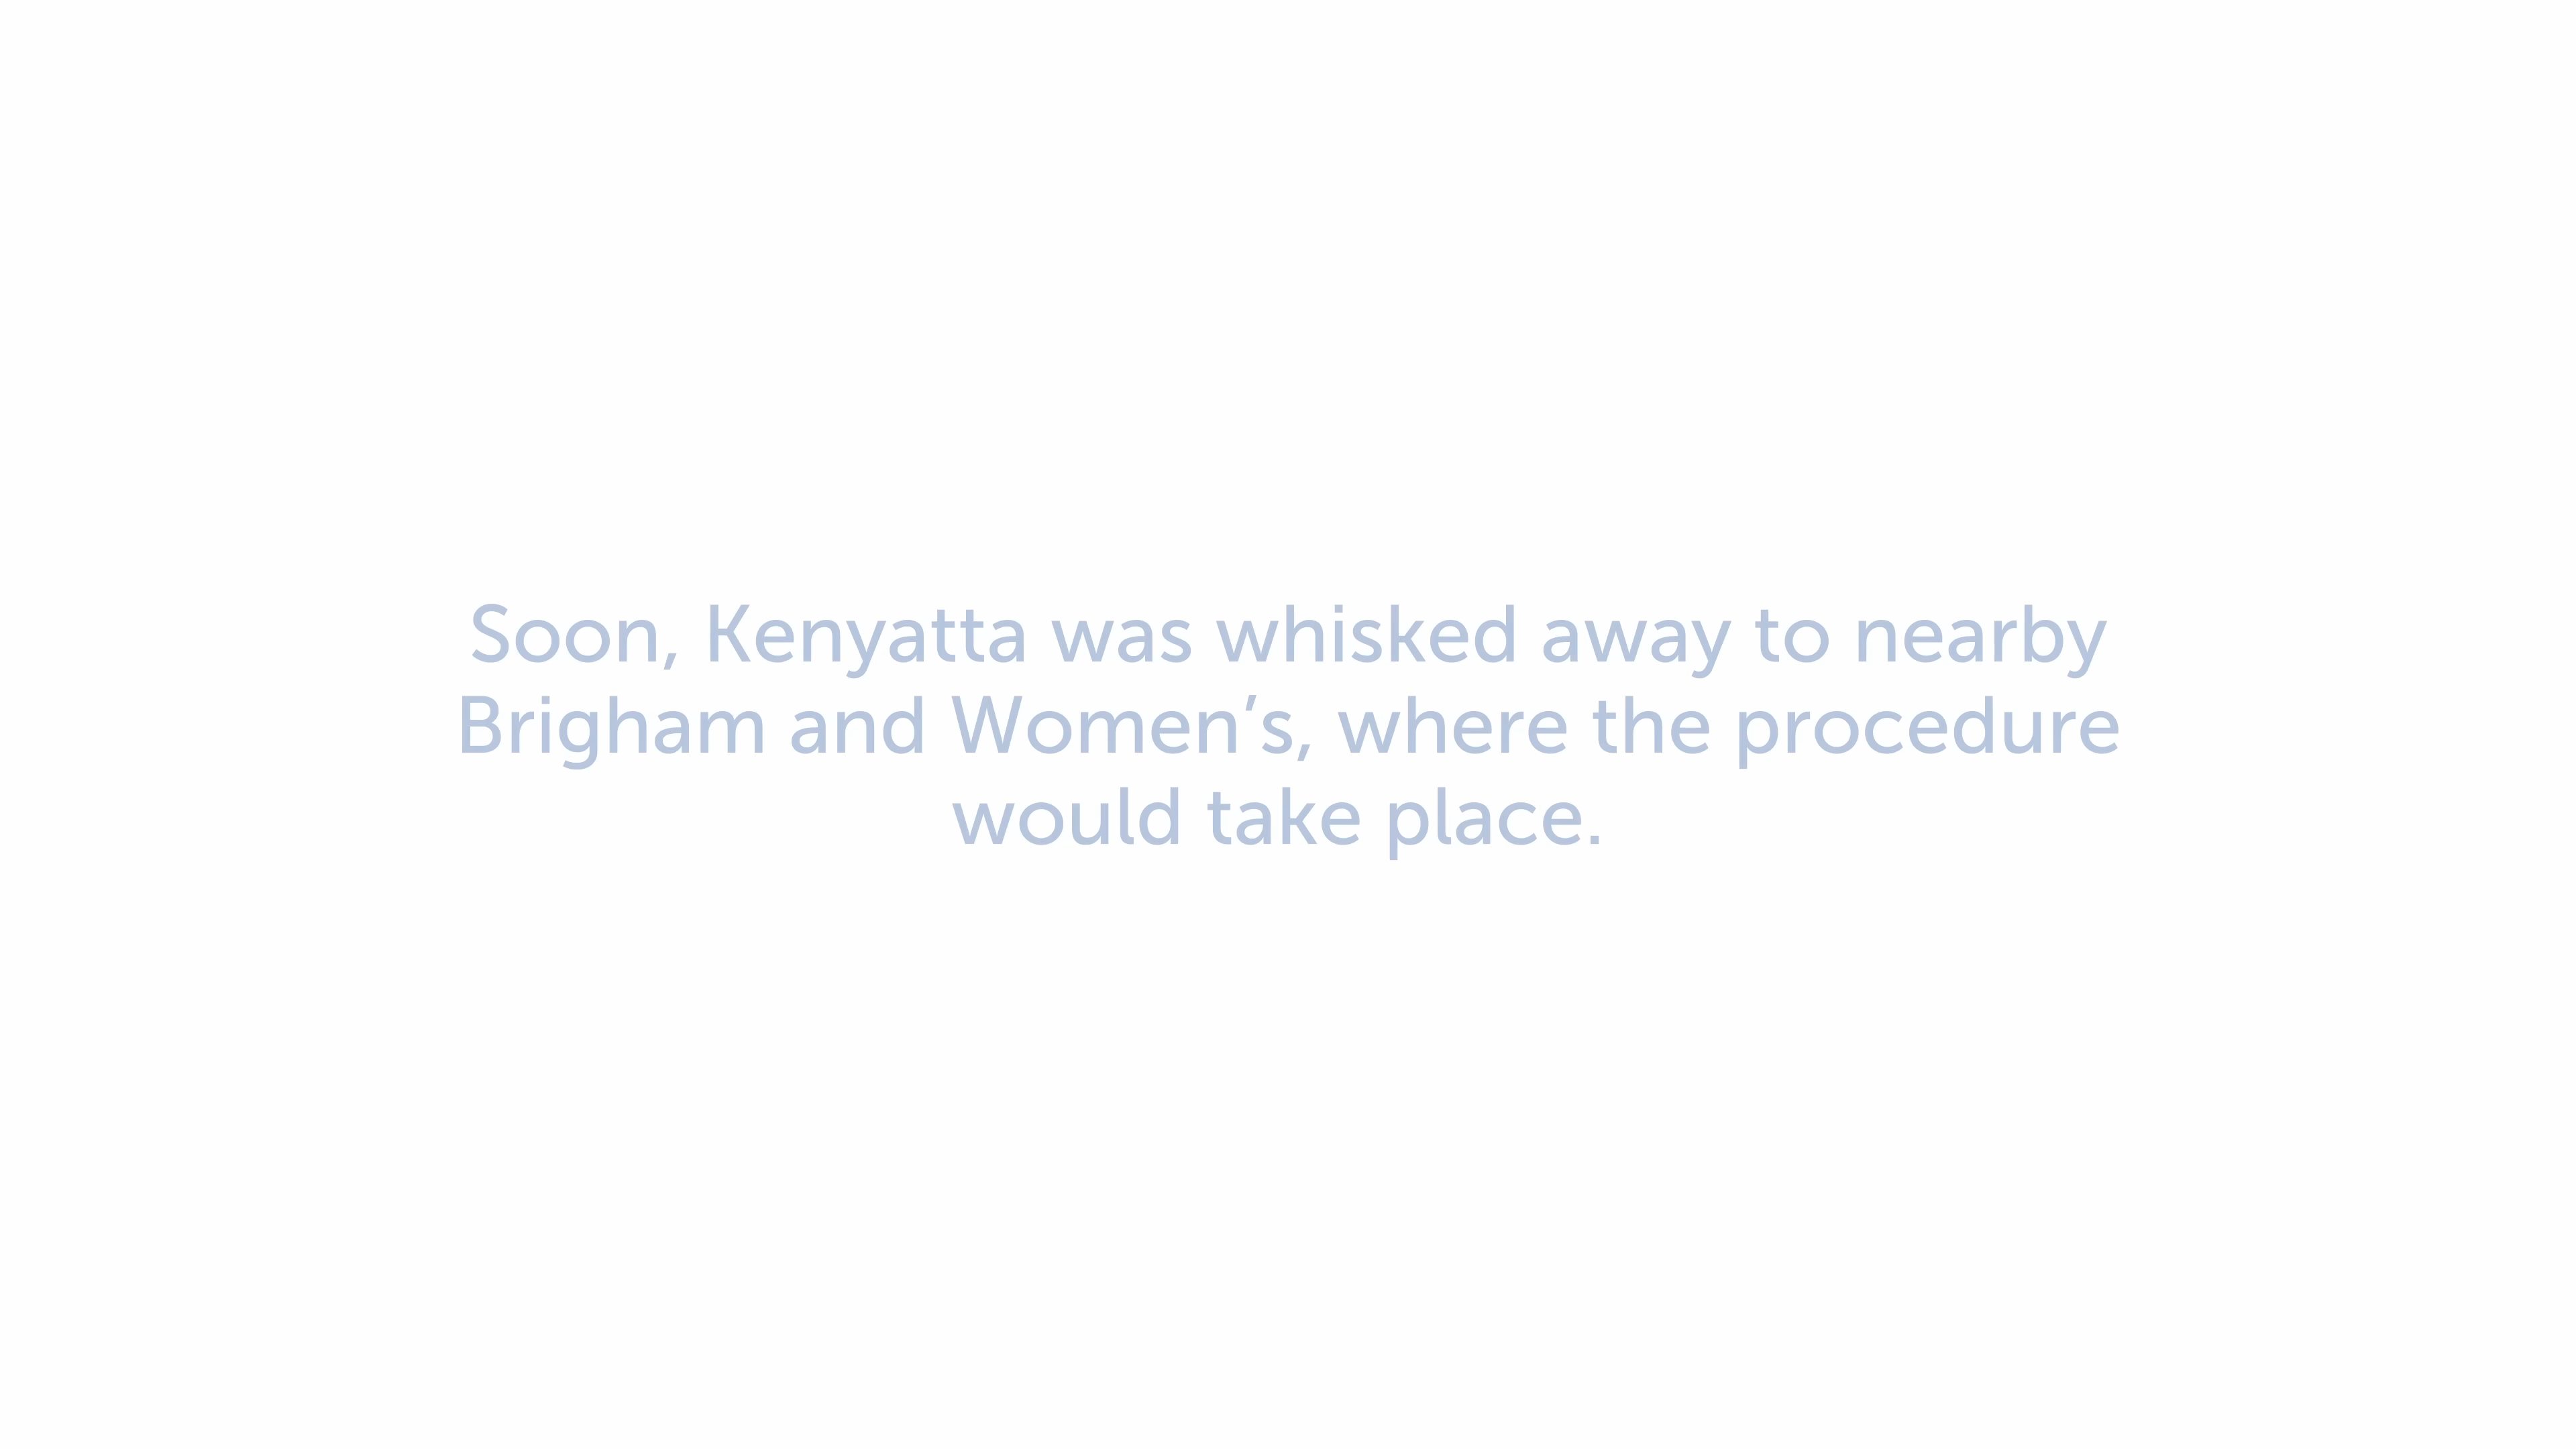 Soon, Kenyatta was whisked away to nearby
Brigham and Women’s, where the procedure
would take place.